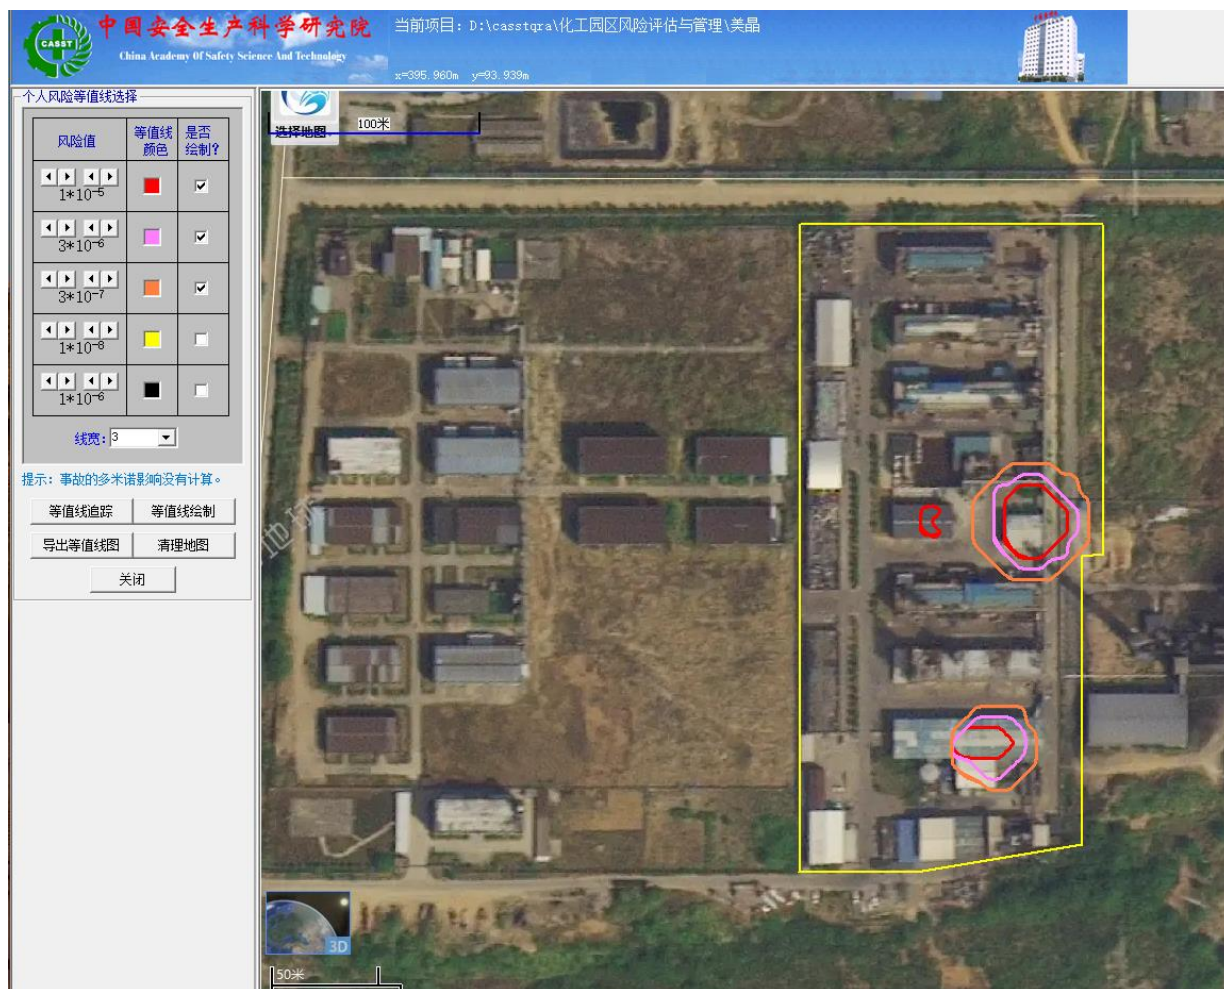 中国安全生产科学研究院
CASST
China Academy Of Safety Science And Technology
当前项目: D:\casstqra\化工园区风险评估与管理\美晶
x=395.960m y=93.939m
个人风险等值线选择
风险值 等值线颜色 是否绘制?
1*10-5
3*10-6
3*10-7
1*10-8
1*10-6
线宽: 3
提示: 事故的多米诺影响没有计算。
等值线追踪 等值线绘制
导出等值线图 清理地图
关闭
选择地图
100米
3D
50米